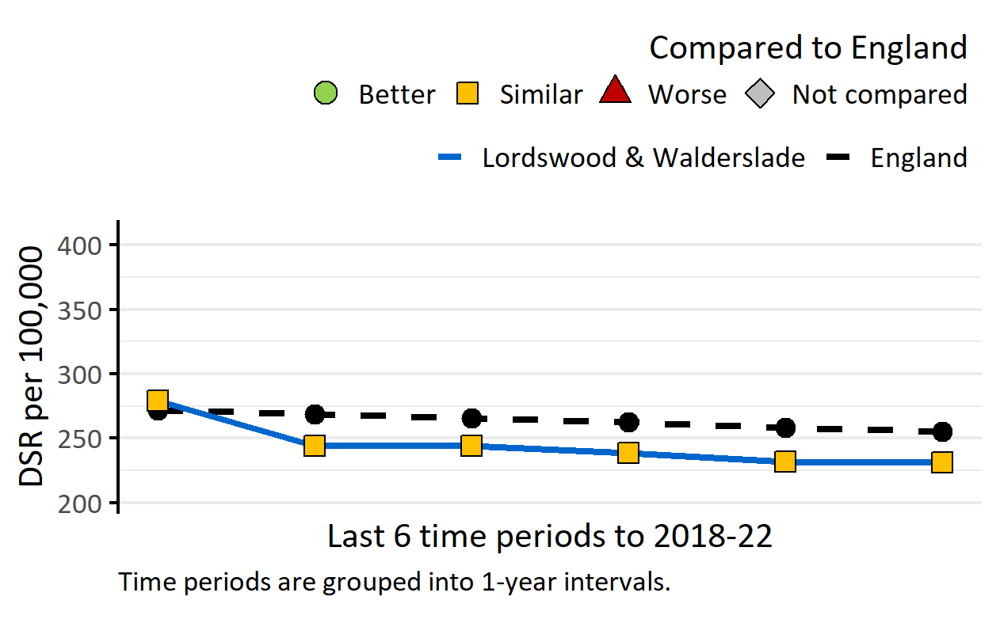 Compared to England
Better Similar Worse Not compared
Lordswood & Walderslade England
DSR per 100,000
400
350
300
250
200
Last 6 time periods to 2018-22
Time periods are grouped into 1-year intervals.